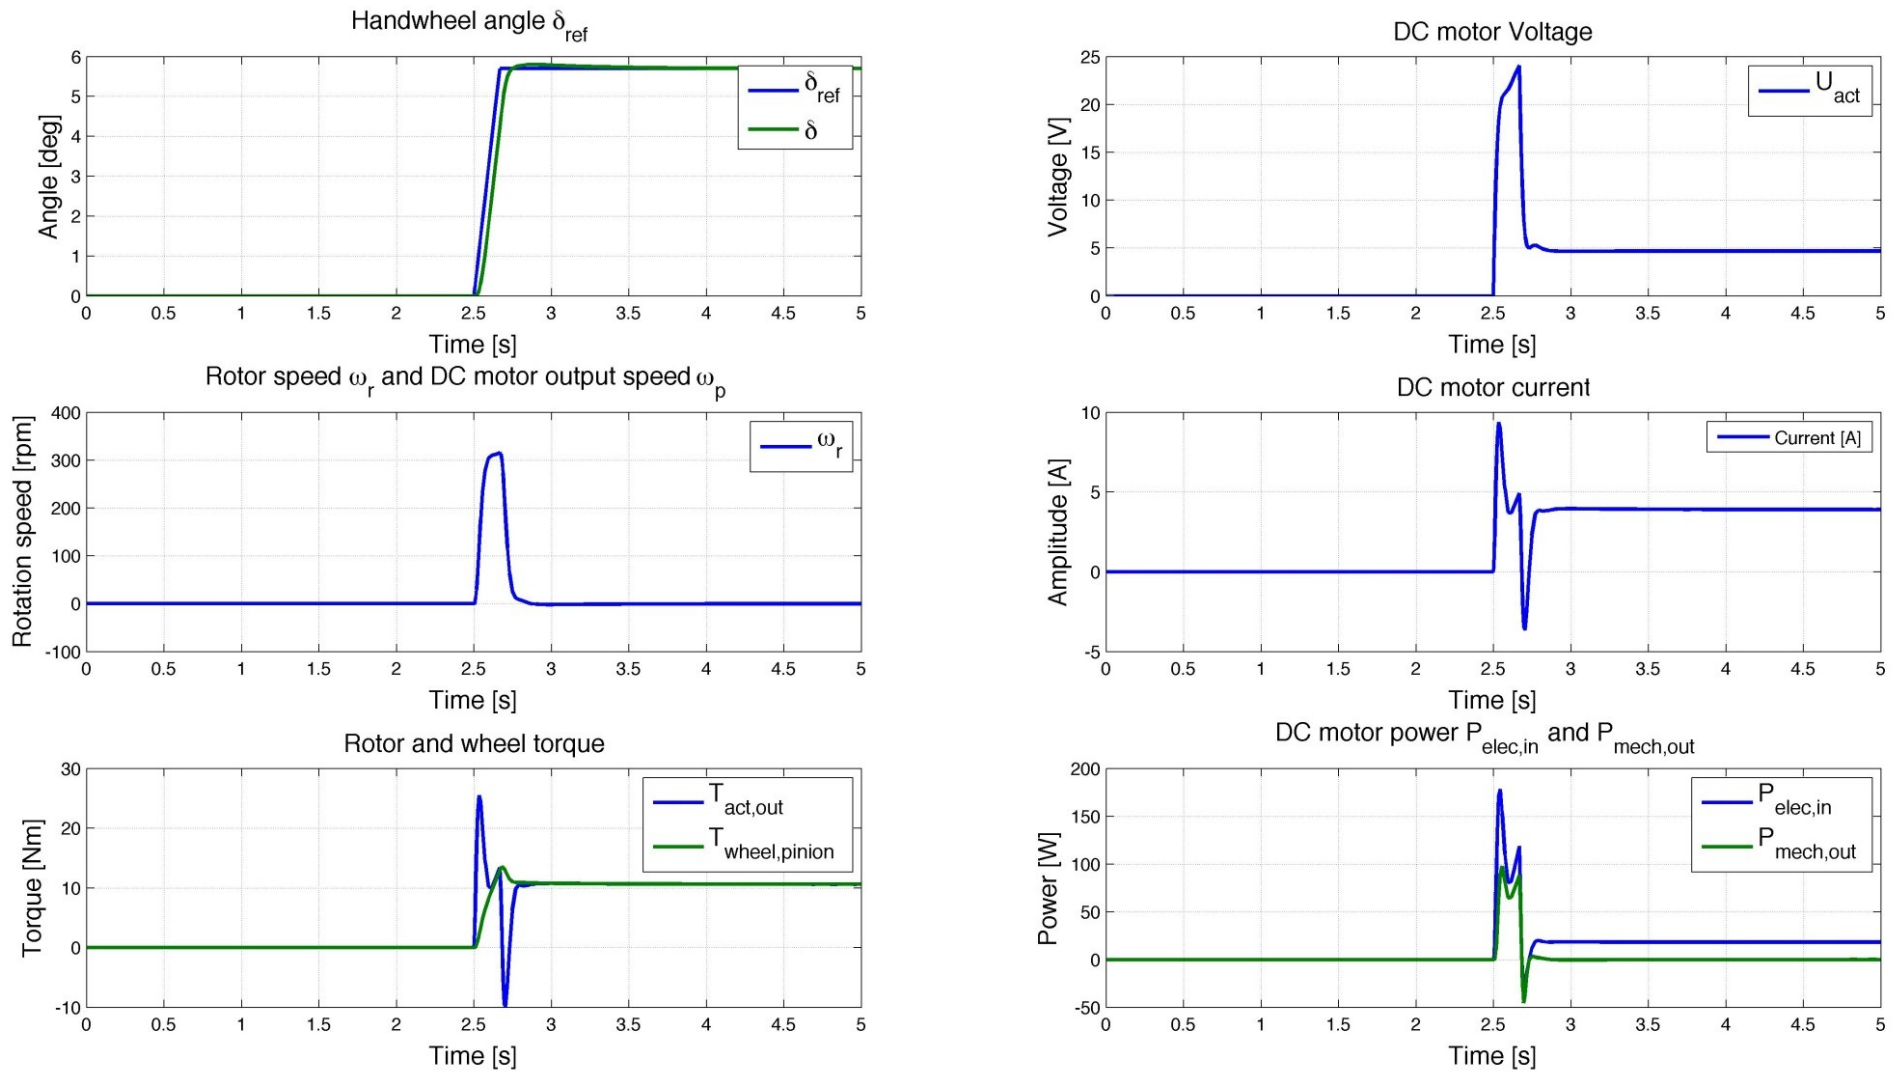 Handwheel angle δref
Angle [deg]
6
5
4
3
2
1
0
δref
δ
0 0.5 1 1.5 2 2.5 3 3.5 4 4.5 5
Time [s]
DC motor Voltage
Voltage [V]
25
20
15
10
5
0
Uact
0 0.5 1 1.5 2 2.5 3 3.5 4 4.5 5
Time [s]
Rotor speed ωr and DC motor output speed ωp
Rotation speed [rpm]
400
300
200
100
0
-100
ωr
0 0.5 1 1.5 2 2.5 3 3.5 4 4.5 5
Time [s]
DC motor current
Amplitude [A]
10
5
0
-5
Current [A]
0 0.5 1 1.5 2 2.5 3 3.5 4 4.5 5
Time [s]
Rotor and wheel torque
Torque [Nm]
30
20
10
0
-10
Tact,out
Twheel,pinion
0 0.5 1 1.5 2 2.5 3 3.5 4 4.5 5
Time [s]
DC motor power Pelec,in and Pmech,out
Power [W]
200
150
100
50
0
-50
Pelec,in
Pmech,out
0 0.5 1 1.5 2 2.5 3 3.5 4 4.5 5
Time [s]